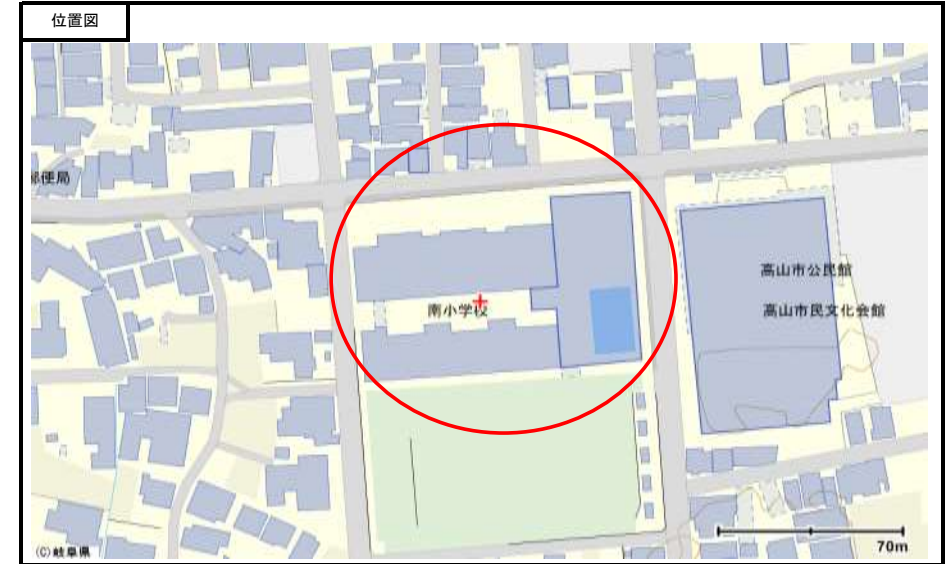 位置図
郵便局
南小学校
高山市公民館
高山市民文化会館
(C)岐阜県
70m